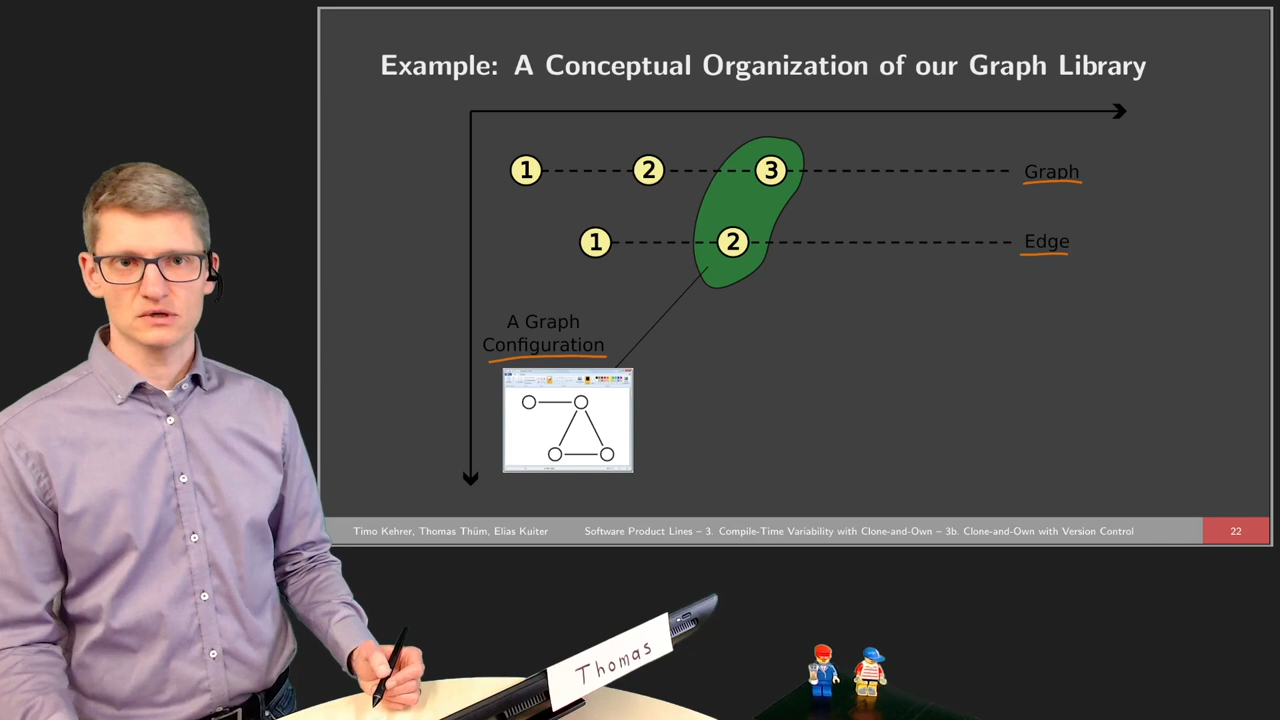 Example: A Conceptual Organization of our Graph Library
1 2 3 Graph
1 2 Edge
A Graph
Configuration
Timo Kehrer, Thomas Thüm, Elias Kuiter Software Product Lines – 3. Compile-Time Variability with Clone-and-Own – 3b. Clone-and-Own with Version Control 22
Thomas